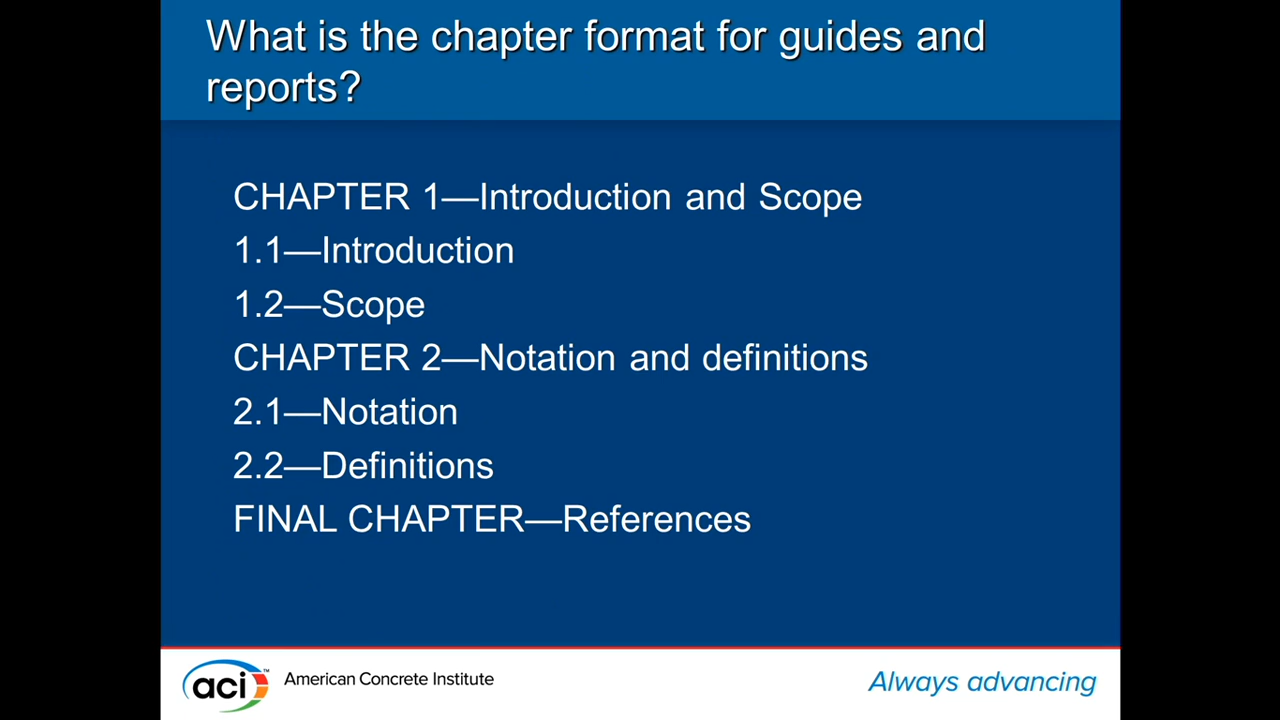 What is the chapter format for guides and
reports?
CHAPTER 1—Introduction and Scope
1.1—Introduction
1.2—Scope
CHAPTER 2—Notation and definitions
2.1—Notation
2.2—Definitions
FINAL CHAPTER—References
aci™ American Concrete Institute
Always advancing